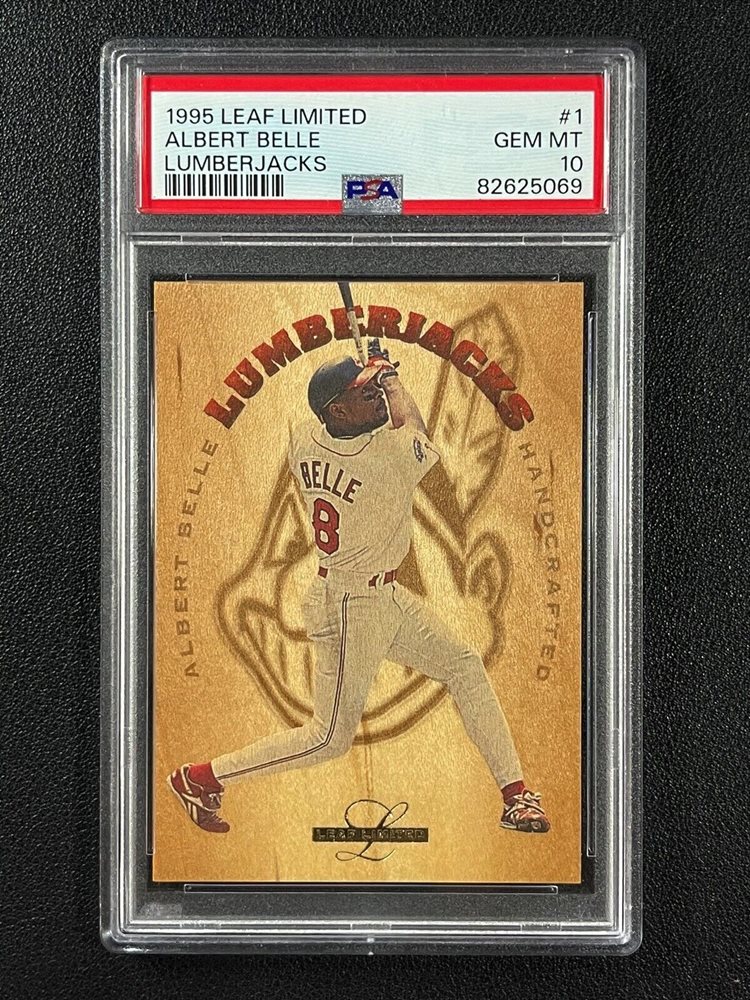 1995 LEAF LIMITED #1
ALBERT BELLE GEM MT
LUMBERJACKS 10
PSA 82625069
LUMBERJACKS
ALBERT BELLE
HANDCRAFTED
BELLE
8
L
LEAF LIMITED